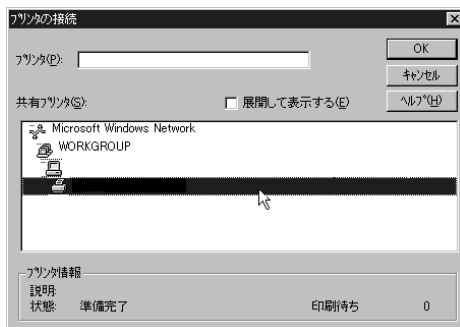 プリンタの接続
プリンタ(P):
OK
キャンセル
共有プリンタ(S):
展開して表示する(E)
ヘルプ(H)
Microsoft Windows Network
WORKGROUP
プリンタ情報
説明:
状態: 準備完了 印刷待ち 0